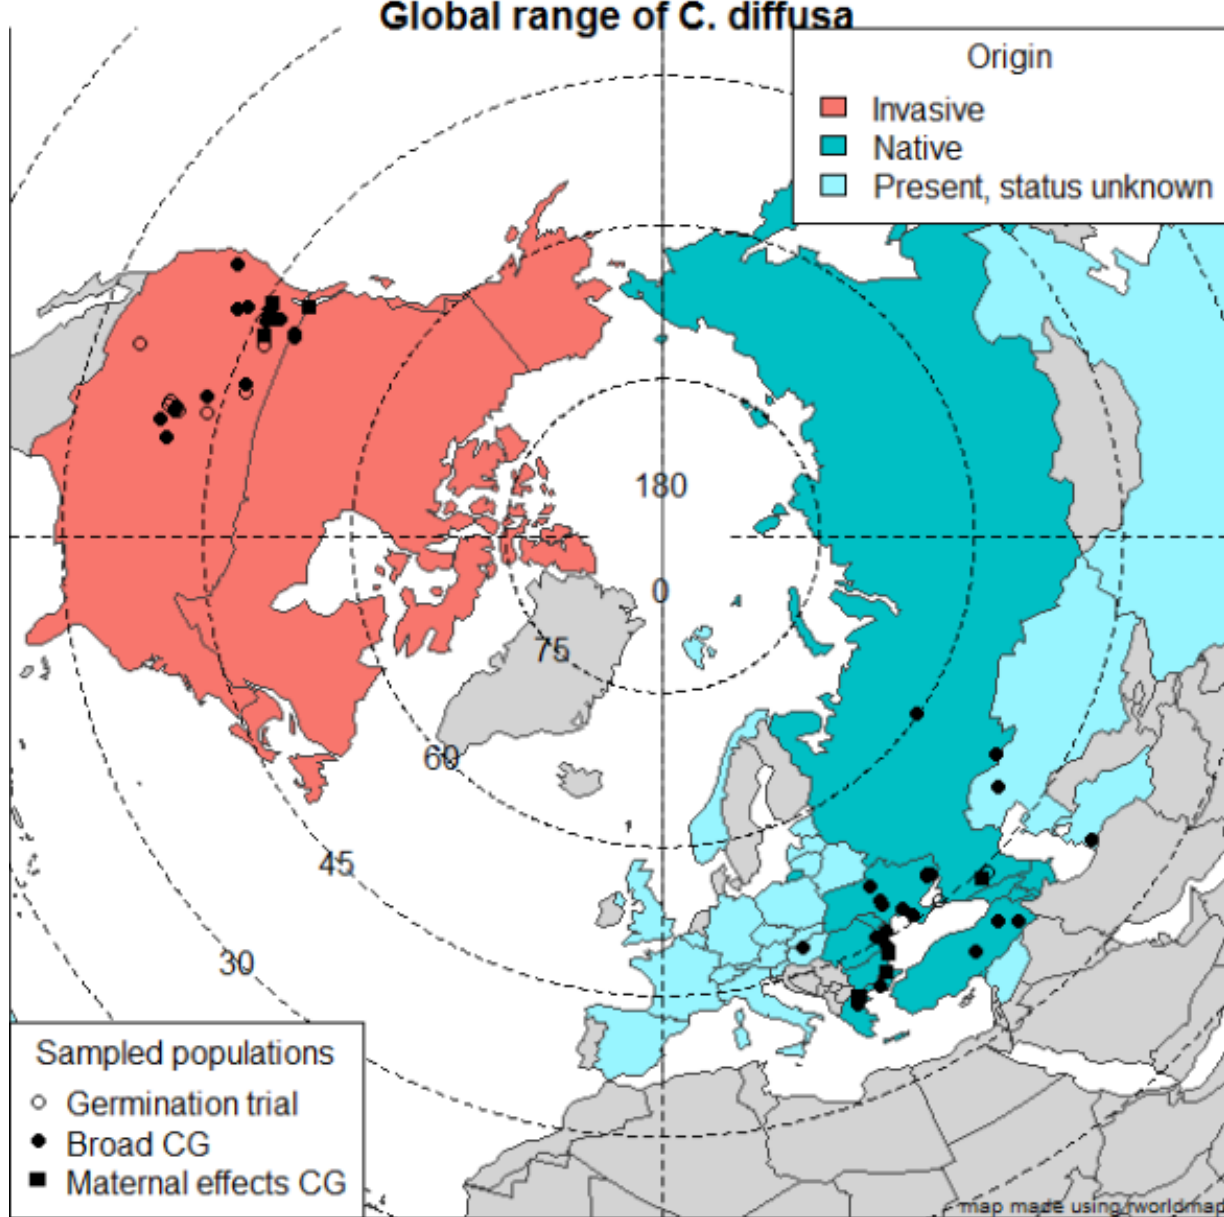 Global range of C. diffusa
Origin
Invasive
Native
Present, status unknown
180
0
75
60
45
30
Sampled populations
Germination trial
Broad CG
Maternal effects CG
map made using rworldmap